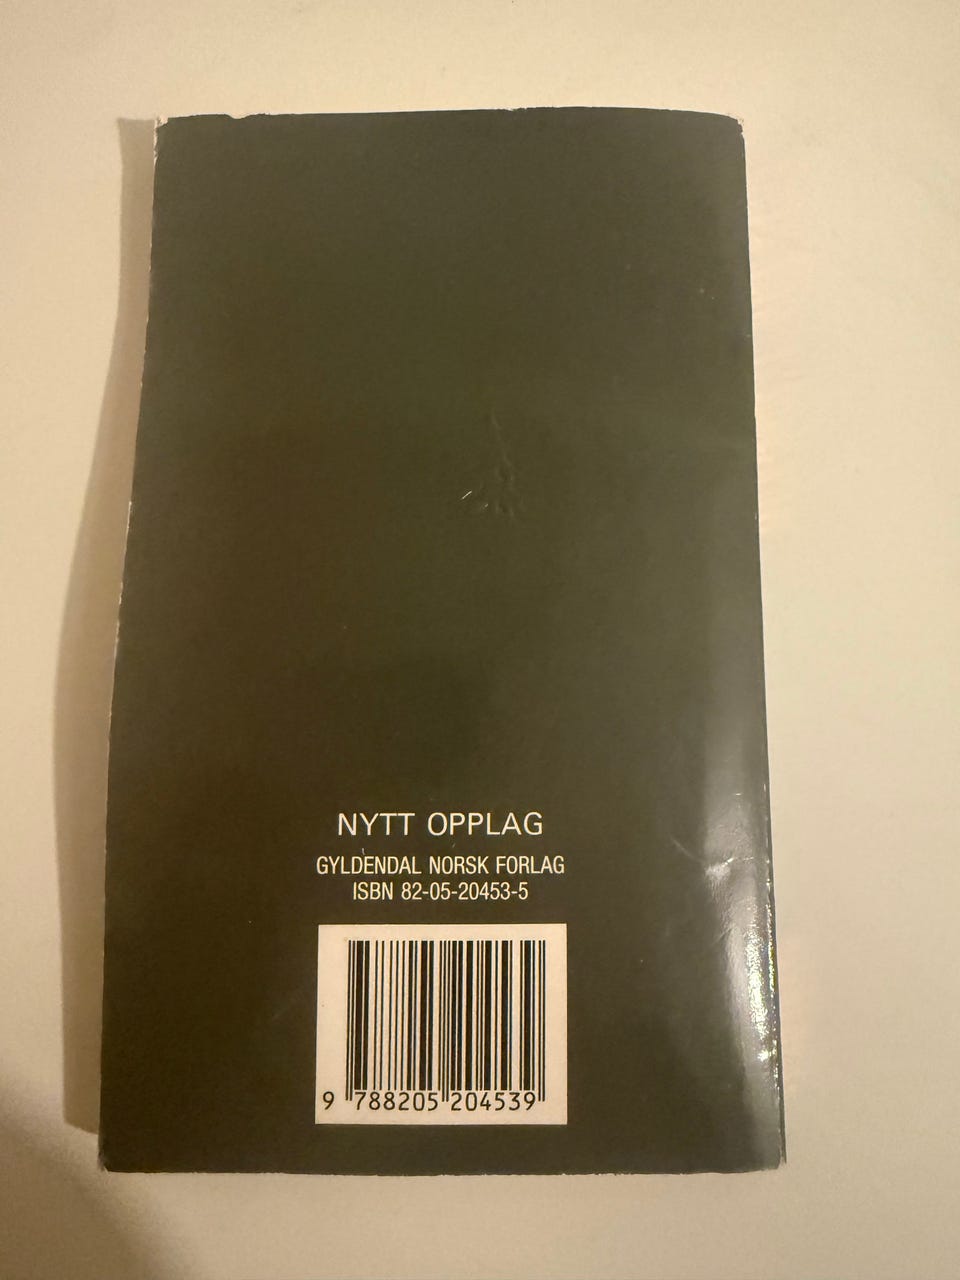 NYTT OPPLAG
GYLDENDAL NORSK FORLAG
ISBN 82-05-20453-5
9 788205 204539